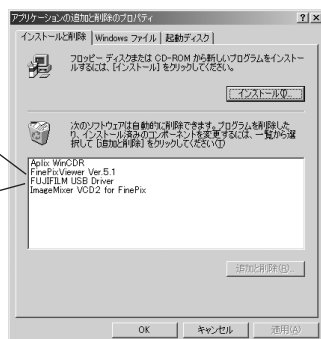 アプリケーションの追加と削除のプロパティ
インストールと削除 Windows ファイル 起動ディスク
フロッピー ディスクまたは CD-ROM から新しいプログラムをインストー
ルするには、[インストール] をクリックしてください。
インストール(I)...
次のソフトウェアは自動的に削除できます。プログラムを削除した
り、インストール済みのコンポーネントを変更するには、一覧から選
択して [追加と削除] をクリックしてください(T)
Aplix WinCDR
FinePixViewer Ver.5.1
FUJIFILM USB Driver
ImageMixer VCD2 for FinePix
追加と削除(R)...
OK キャンセル 適用(A)